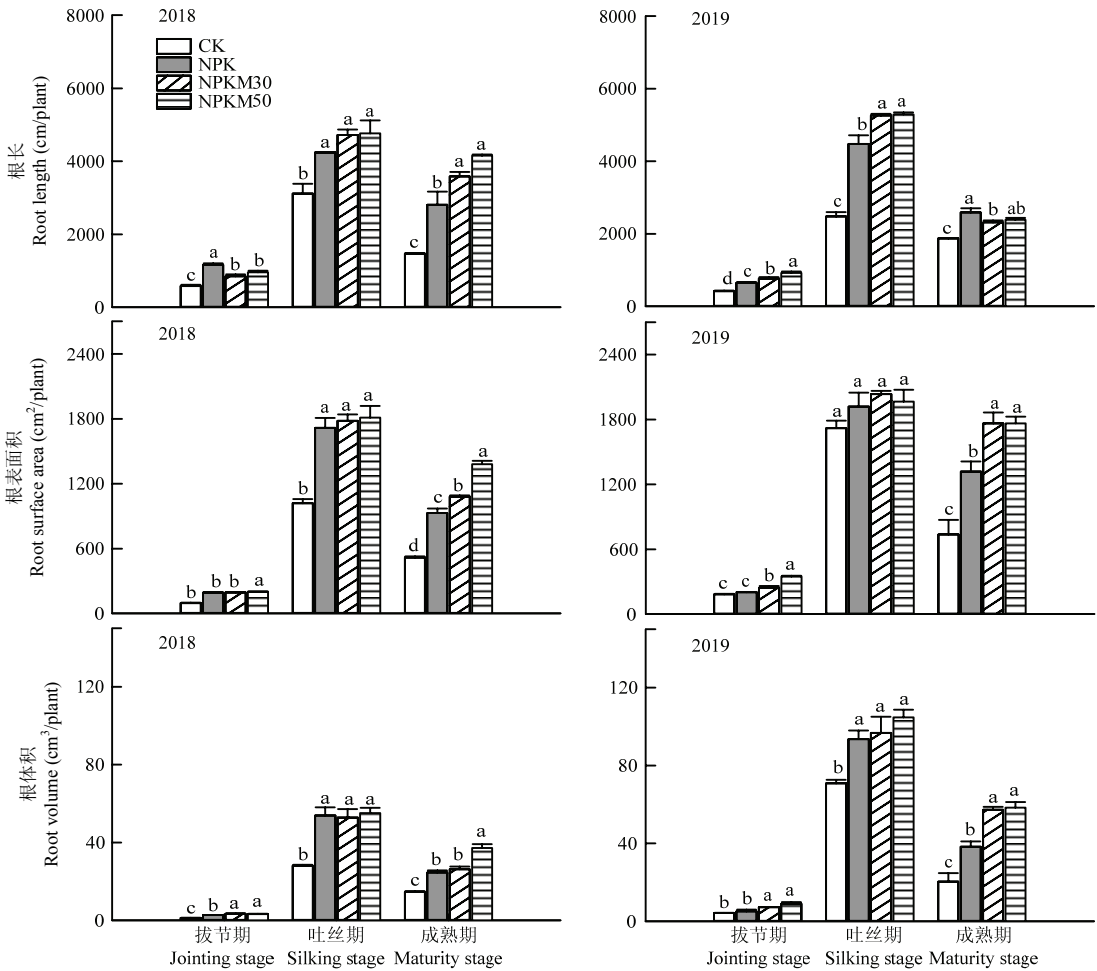 8000
2018
CK
NPK
NPKM30
NPKM50
6000
4000
2000
0
根长
Root length (cm/plant)
c a b b
b a a a
c b a a
8000
2019
6000
4000
2000
0
d c b a
c b a a
c a b ab
2018
2400
1800
1200
600
0
根表面积
Root surface area (cm²/plant)
b b b a
b a a a
d c b a
2019
2400
1800
1200
600
0
c c b a
a a a a
c b a a
2018
120
80
40
0
根体积
Root volume (cm³/plant)
c b a a
b a a a
c b b a
拔节期 吐丝期 成熟期
Jointing stage Silking stage Maturity stage
2019
120
80
40
0
b b a a
b a a a
c b a a
拔节期 吐丝期 成熟期
Jointing stage Silking stage Maturity stage